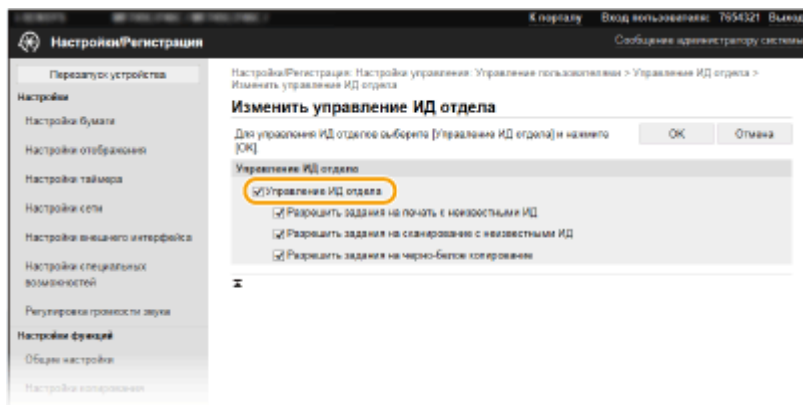 К порталу Вход пользователя: 7654321 Выход
Настройки/Регистрация
Сообщение администратору системы
Перезапуск устройства
Настройки
Настройки бумаги
Настройки отображения
Настройки таймера
Настройки сети
Настройки внешнего интерфейса
Настройки специальных
возможностей
Регулировка громкости звука
Настройки функций
Общие настройки
Настройки копирования
Настройка/Регистрация: Настройки управления: Управление пользователями > Управление ИД отдела >
Изменить управление ИД отдела
Изменить управление ИД отдела
Для управления ИД отделов выберите [Управление ИД отдела] и нажмите
[OK].
OK Отмена
Управление ИД отдела
Управление ИД отдела
Разрешить задания на печать с неизвестными ИД
Разрешить задания на сканирование с неизвестными ИД
Разрешить задания на черно-белое копирование